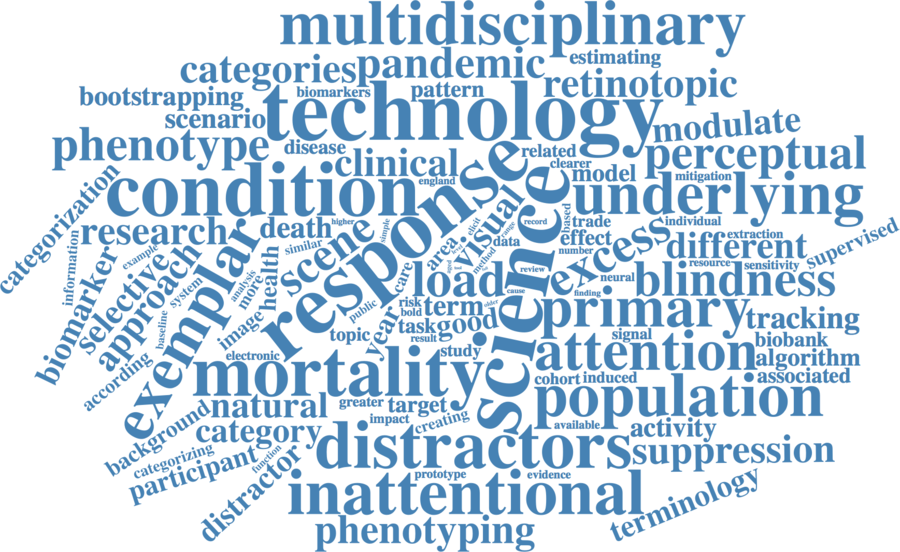 multidisciplinary
categories
pandemic
estimating
retinotopic
bootstrapping
biomarkers
pattern
scenario
technology
modulate
phenotype
disease
related
perceptual
clinical
clearer
model
mitigation
categorization
condition
england
response
science
visual
underlying
research
death
higher
simple
scene
area
elicit
range
record
based
trade
individual
excess
effect
extraction
different
supervised
information
example
exemplar
similar
health
data
method
number
biomarker
selective
approach
system
analysis
more
care
load
review
neural
resource
sensitivity
blindness
cause
finding
baseline
image
public
risk
bold
term
older
primary
tracking
topic
year
task
good
result
signal
biobank
according
electronic
study
attention
algorithm
mortality
cohort
induced
associated
natural
greater
target
population
background
category
impact
creating
available
activity
categorizing
participant
function
distractor
distractors
suppression
prototype
evidence
inattentional
terminology
phenotyping